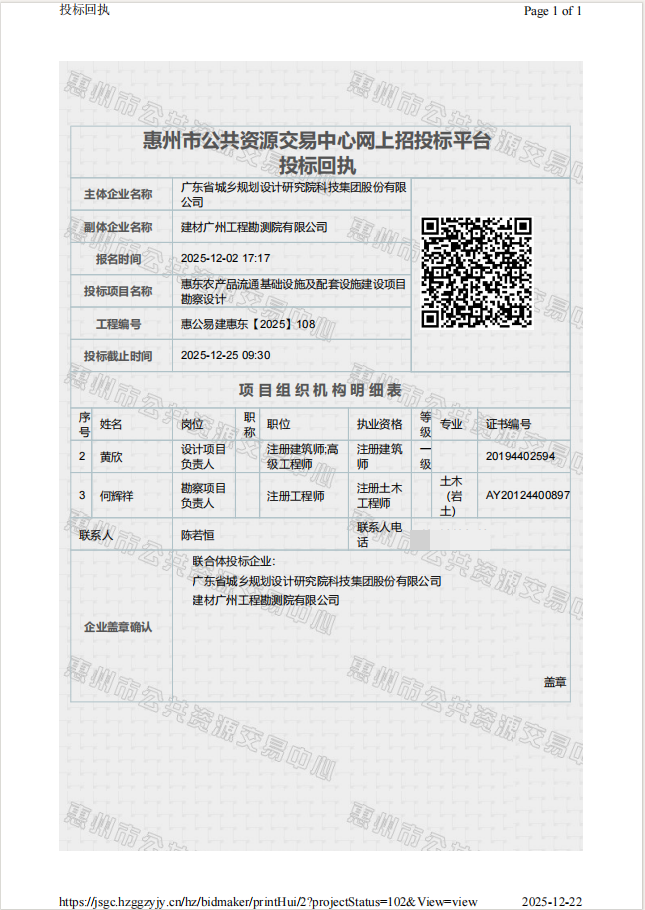 投标回执
Page 1 of 1
惠州市公共资源交易中心网上招投标平台
投标回执
主体企业名称
广东省城乡规划设计研究院科技集团股份有限
公司
副体企业名称
建材广州工程勘测院有限公司
报名时间
2025-12-02 17:17
投标项目名称
惠东农产品流通基础设施及配套设施建设项目
勘察设计
工程编号
惠公易建惠东【2025】108
投标截止时间
2025-12-25 09:30
项目组织机构明细表
序
号
姓名
岗位
职
称
职位
执业资格
等
级
专业
证书编号
2
黄欣
设计项目
负责人
注册建筑师;高
级工程师
注册建筑
师
一
级
20194402594
3
何辉祥
勘察项目
负责人
注册工程师
注册土木
工程师
土木
（岩
土）
AY20124400897
联系人
陈若恒
联系人电
话
企业盖章确认
联合体投标企业：
广东省城乡规划设计研究院科技集团股份有限公司
建材广州工程勘测院有限公司
盖章
惠州市公共资源交易中心
https://jsgc.hzggzyjy.cn/hz/bidmaker/printHui/2?projectStatus=102&View=view
2025-12-22